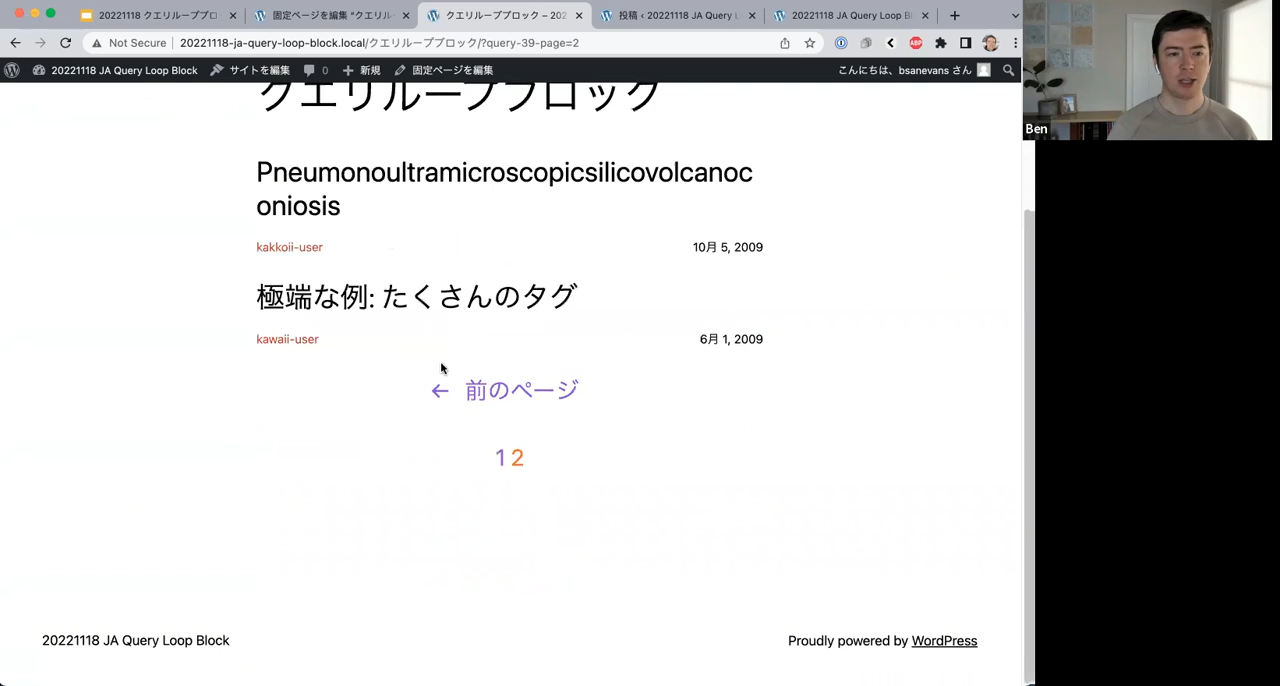 20221118 クエリループブロ
固定ページを編集 "クエリルー
クエリループブロック – 202
投稿 ‹ 20221118 JA Query L
20221118 JA Query Loop Bl
Not Secure
20221118-ja-query-loop-block.local/クエリループブロック/?query-39-page=2
ABP
20221118 JA Query Loop Block
サイトを編集
0
新規
固定ページを編集
こんにちは、bsanevans さん
Ben
クエリループブロック
Pneumonoultramicroscopicsilicovolcanoc
oniosis
kakkoii-user
10月 5, 2009
極端な例: たくさんのタグ
kawaii-user
6月 1, 2009
← 前のページ
1 2
20221118 JA Query Loop Block
Proudly powered by WordPress